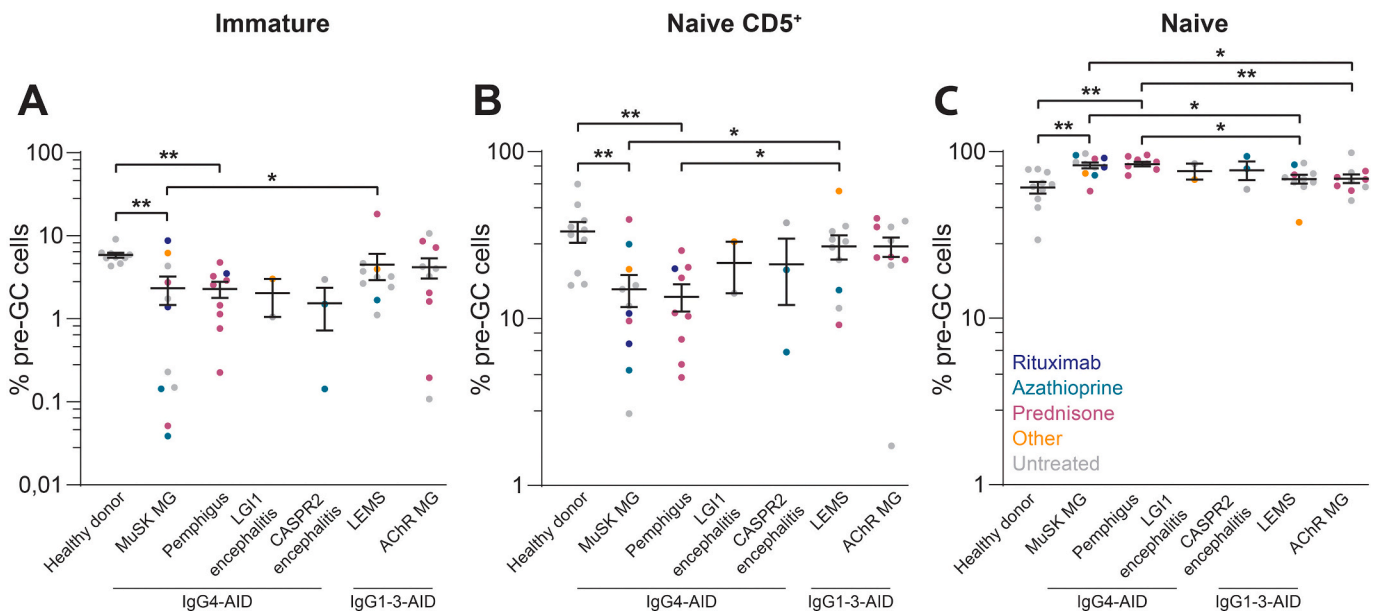 Immature
Naive CD5⁺
Naive
A
B
C
% pre-GC cells
100
10
1
0.1
0,01
**
**
*
Healthy donor
MuSK MG
Pemphigus
LGI1
encephalitis
CASPR2
encephalitis
LEMS
AChR MG
IgG4-AID
IgG1-3-AID
% pre-GC cells
100
10
1
**
**
*
*
Healthy donor
MuSK MG
Pemphigus
LGI1
encephalitis
CASPR2
encephalitis
LEMS
AChR MG
IgG4-AID
IgG1-3-AID
% pre-GC cells
100
10
1
*
**
**
*
**
*
Rituximab
Azathioprine
Prednisone
Other
Untreated
Healthy donor
MuSK MG
Pemphigus
LGI1
encephalitis
CASPR2
encephalitis
LEMS
AChR MG
IgG4-AID
IgG1-3-AID